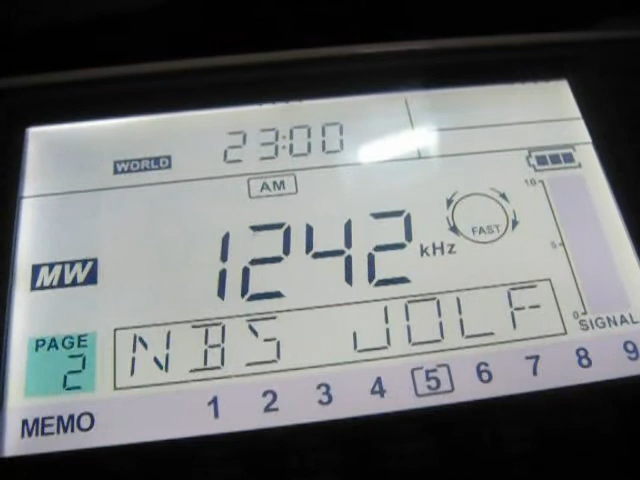 WORLD 23:00
AM
1242 kHz
FAST
MW
10
5
0
SIGNAL
PAGE
2
NBS JOLF
MEMO 1 2 3 4 5 6 7 8 9